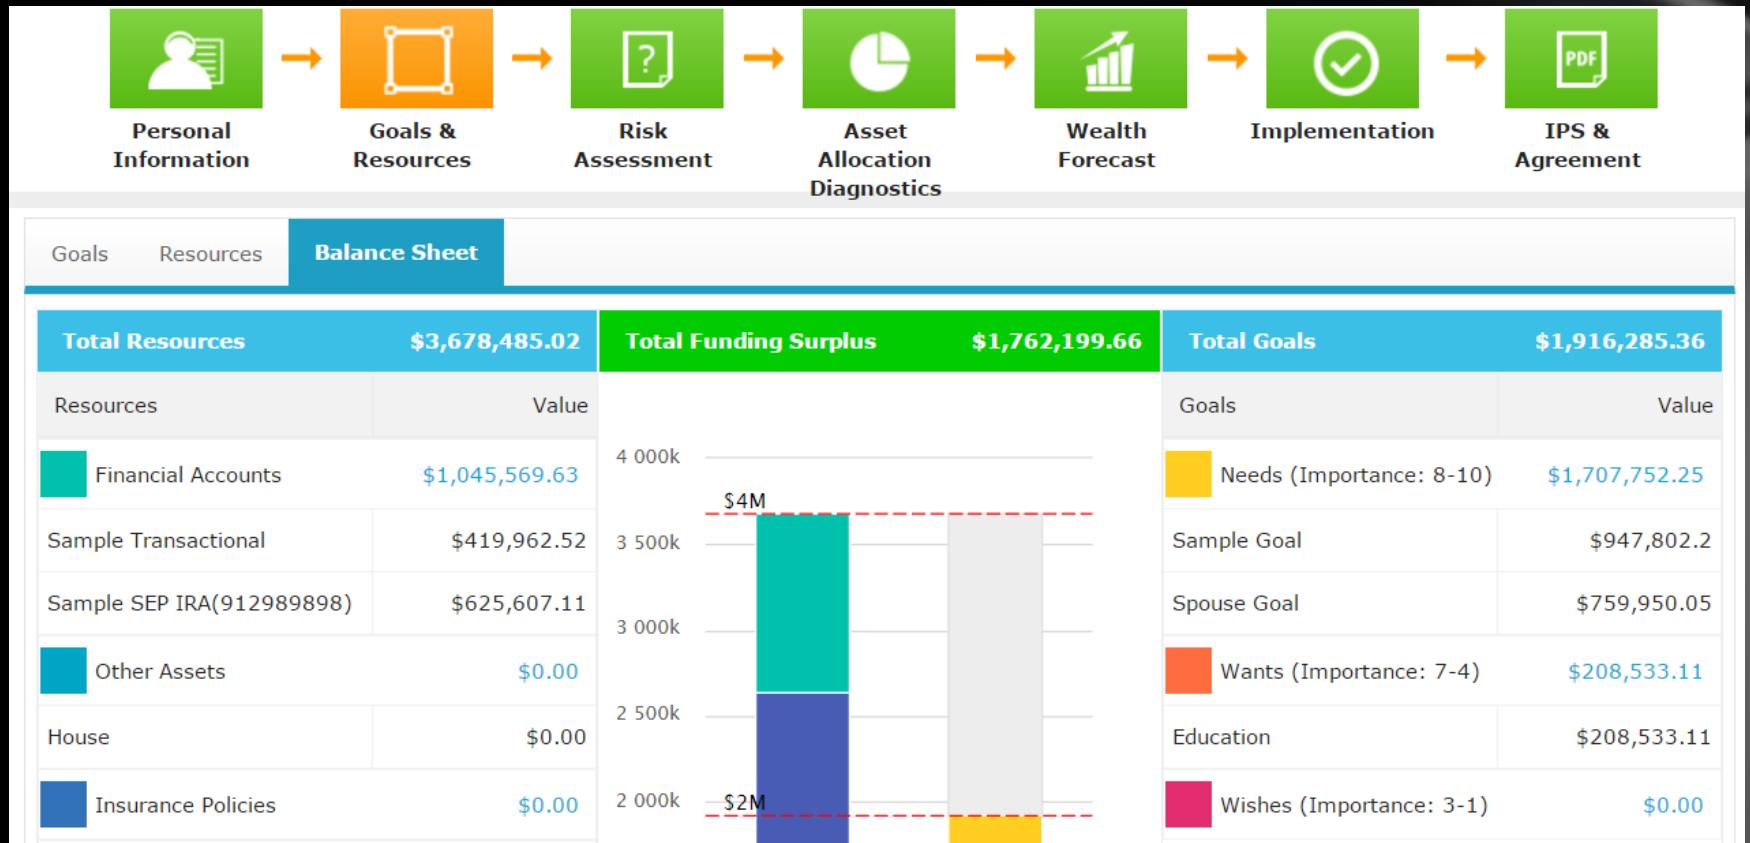 ?
PDF
Personal
Information
Goals &
Resources
Risk
Assessment
Asset
Allocation
Diagnostics
Wealth
Forecast
Implementation
IPS &
Agreement
Goals Resources Balance Sheet
Total Resources $3,678,485.02
Resources Value
Financial Accounts $1,045,569.63
Sample Transactional $419,962.52
Sample SEP IRA(912989898) $625,607.11
Other Assets $0.00
House $0.00
Insurance Policies $0.00
Total Funding Surplus $1,762,199.66
4 000k
$4M
3 500k
3 000k
2 500k
2 000k
$2M
Total Goals $1,916,285.36
Goals Value
Needs (Importance: 8-10) $1,707,752.25
Sample Goal $947,802.2
Spouse Goal $759,950.05
Wants (Importance: 7-4) $208,533.11
Education $208,533.11
Wishes (Importance: 3-1) $0.00